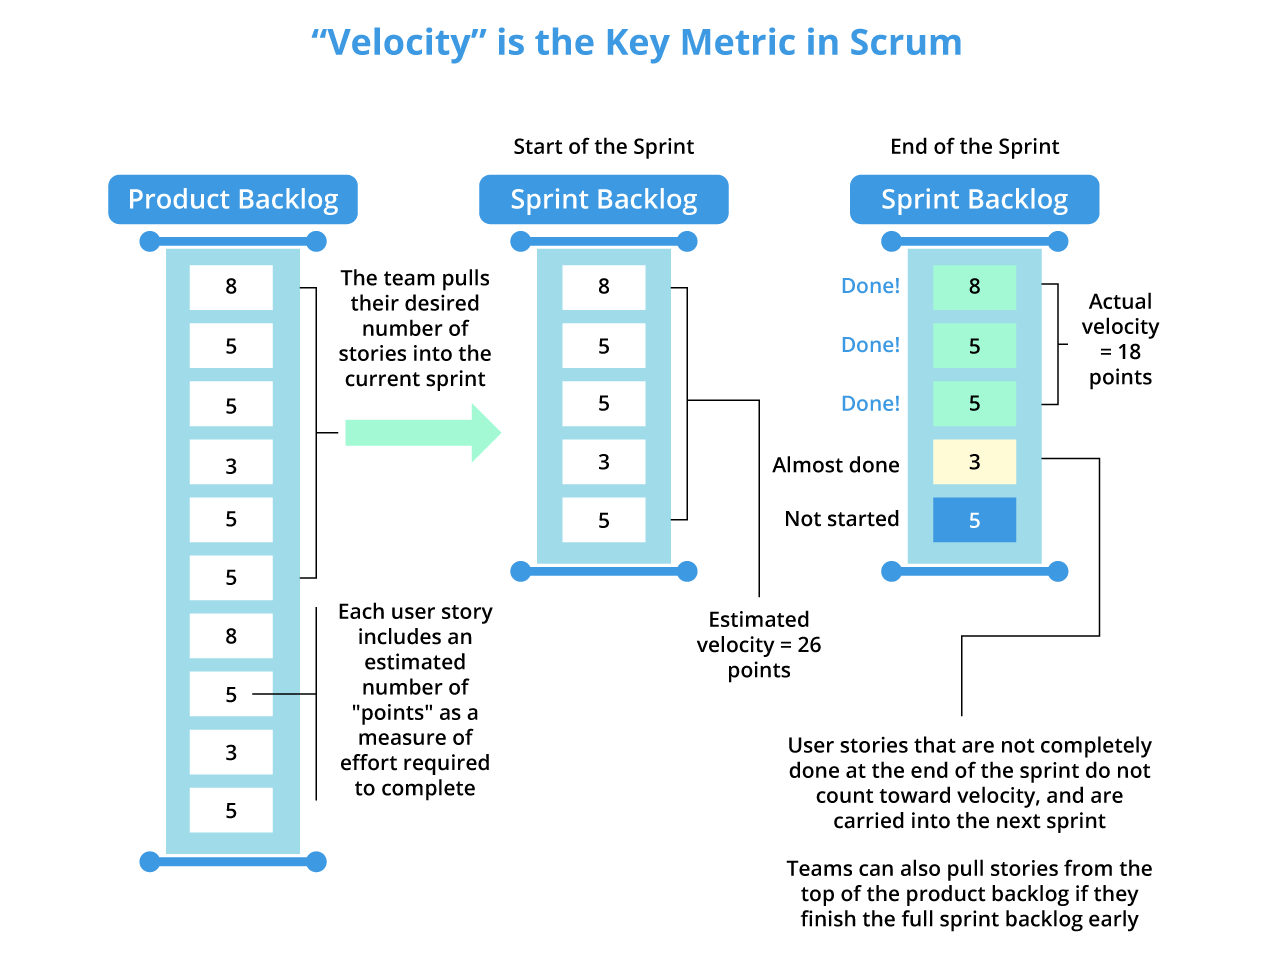 “Velocity” is the Key Metric in Scrum
Start of the Sprint
End of the Sprint
Product Backlog
Sprint Backlog
Sprint Backlog
8
5
5
3
5
5
8
5
3
5
The team pulls
their desired
number of
stories into the
current sprint
Each user story
includes an
estimated
number of
"points" as a
measure of
effort required
to complete
8
5
5
3
5
Estimated
velocity = 26
points
Done!
8
Done!
5
Done!
5
Almost done
3
Not started
5
Actual
velocity
= 18
points
User stories that are not completely
done at the end of the sprint do not
count toward velocity, and are
carried into the next sprint
Teams can also pull stories from the
top of the product backlog if they
finish the full sprint backlog early